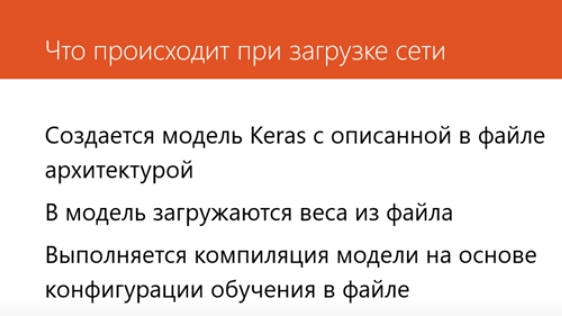 Что происходит при загрузке сети
Создается модель Keras с описанной в файле
архитектурой
В модель загружаются веса из файла
Выполняется компиляция модели на основе
конфигурации обучения в файле